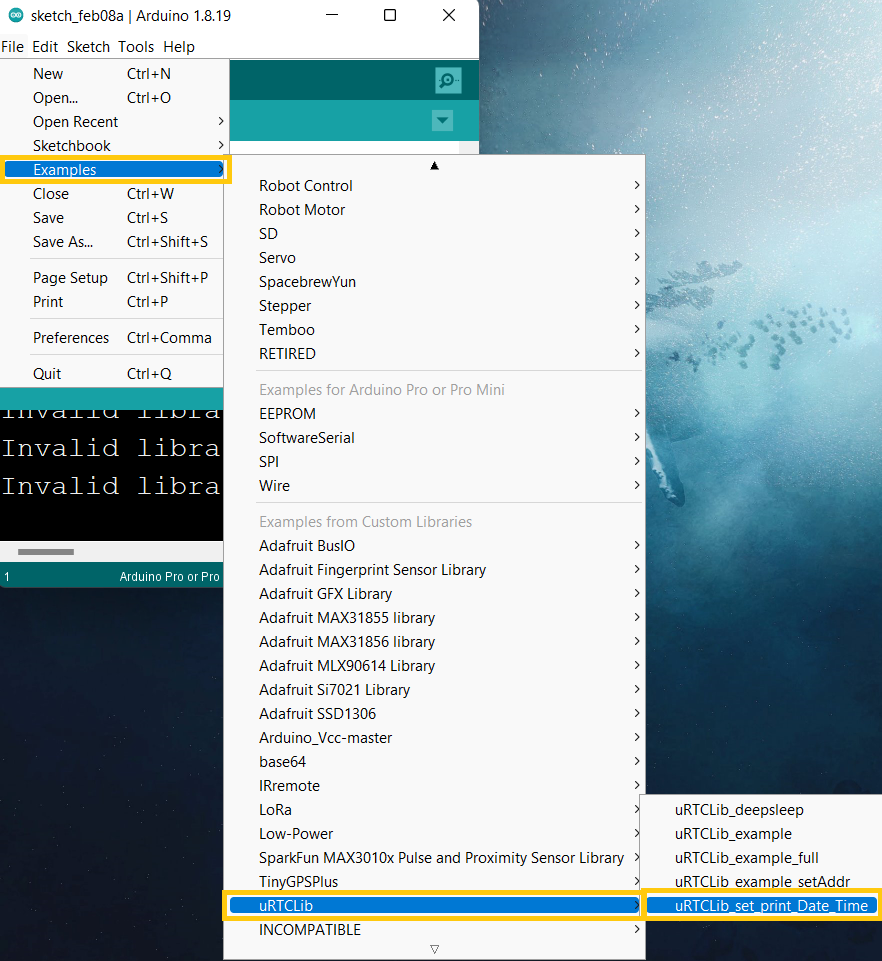 sketch_feb08a | Arduino 1.8.19
File Edit Sketch Tools Help
New Ctrl+N
Open... Ctrl+O
Open Recent
Sketchbook
Examples
Close Ctrl+W
Save Ctrl+S
Save As... Ctrl+Shift+S
Page Setup Ctrl+Shift+P
Print Ctrl+P
Preferences Ctrl+Comma
Quit Ctrl+Q
Invalid libra
Invalid libra
Invalid libra
1 Arduino Pro or Pro
Robot Control
Robot Motor
SD
Servo
SpacebrewYun
Stepper
Temboo
RETIRED
Examples for Arduino Pro or Pro Mini
EEPROM
SoftwareSerial
SPI
Wire
Examples from Custom Libraries
Adafruit BusIO
Adafruit Fingerprint Sensor Library
Adafruit GFX Library
Adafruit MAX31855 library
Adafruit MAX31856 library
Adafruit MLX90614 Library
Adafruit Si7021 Library
Adafruit SSD1306
Arduino_Vcc-master
base64
IRremote
LoRa
Low-Power
SparkFun MAX3010x Pulse and Proximity Sensor Library
TinyGPSPlus
uRTCLib
INCOMPATIBLE
uRTCLib_deepsleep
uRTCLib_example
uRTCLib_example_full
uRTCLib_example_setAddr
uRTCLib_set_print_Date_Time